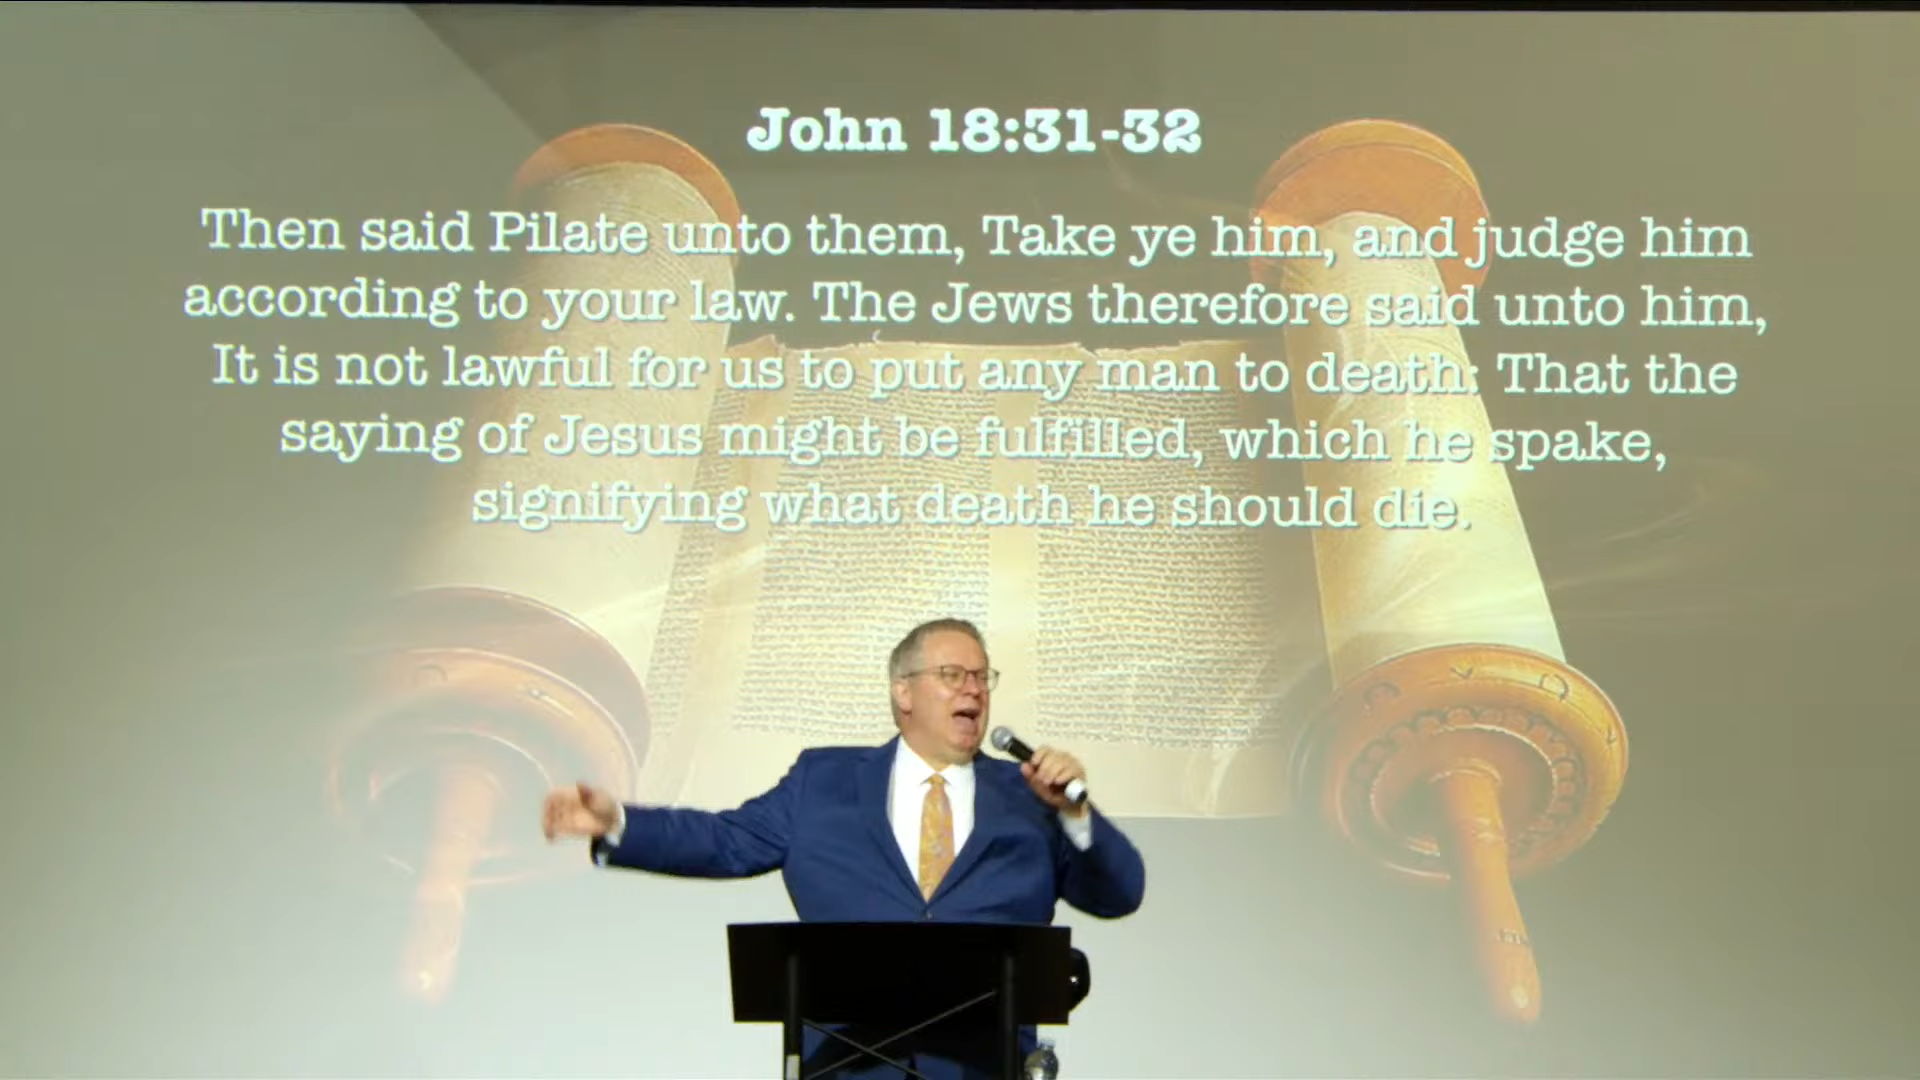 John 18:31-32
Then said Pilate unto them, Take ye him, and judge him
according to your law. The Jews therefore said unto him,
It is not lawful for us to put any man to death: That the
saying of Jesus might be fulfilled, which he spake,
signifying what death he should die.